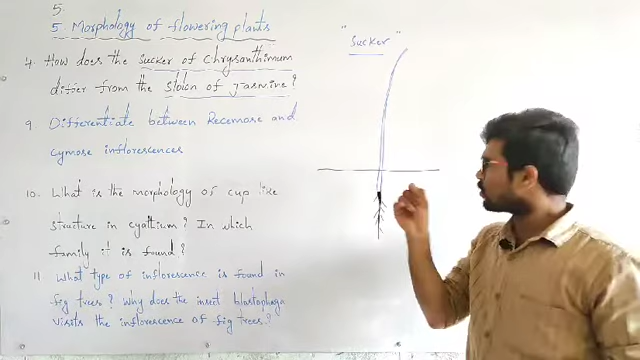 5.
5. Morphology of flowering plants
4. How does the sucker of chrysanthimum
differ from the stolon of Jasmine?
9. Differentiate between Recemose and
cymose inflorescences
10. What is the morphology of cup like
structure in cyathium? In which
family it is found?
11 What type of inflorescence is found in
fig trees? Why does the insect blastophaga
visits the inflorescence of fig trees?
"Sucker"